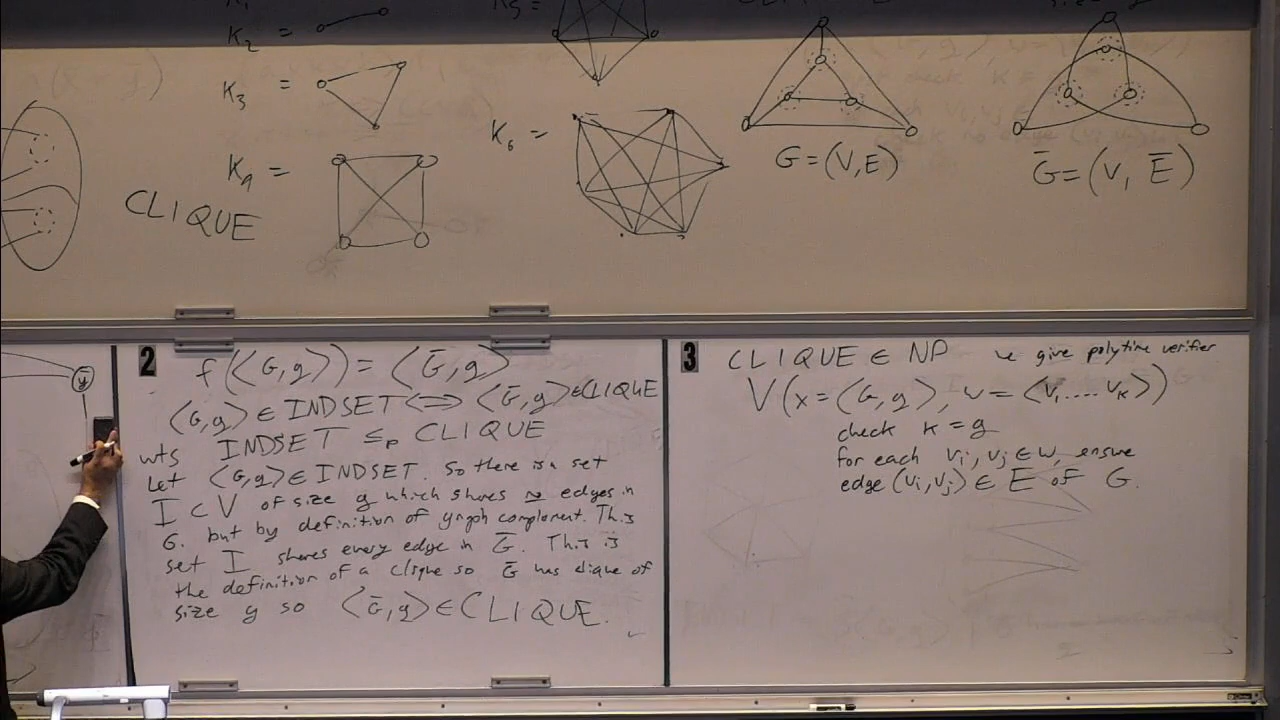 K₂ =
K₃ =
K₄ =
CLIQUE
K₅ =
K₆ =
G = (V, E)
G̅ = (V, E̅)
ȳ
2
f(⟨G,g⟩) = ⟨G̅,g⟩
⟨G,g⟩ ∈ INDSET ⟺ ⟨G̅,g⟩ ∈ CLIQUE
wts INDSET ≤ₚ CLIQUE
Let ⟨G,g⟩ ∈ INDSET. So there is a set
I ⊂ V of size g which shares no edges in
G. but by definition of graph complement. This
set I shares every edge in G̅. This is
the definition of a clique so G̅ has clique of
size g so ⟨G̅,g⟩ ∈ CLIQUE.
3
CLIQUE ∈ NP we give polytime verifier
V(x = ⟨G,g⟩, w = ⟨v₁....vₖ⟩)
check k = g
for each vᵢ, vⱼ ∈ w, ensure
edge (vᵢ,vⱼ) ∈ E of G.